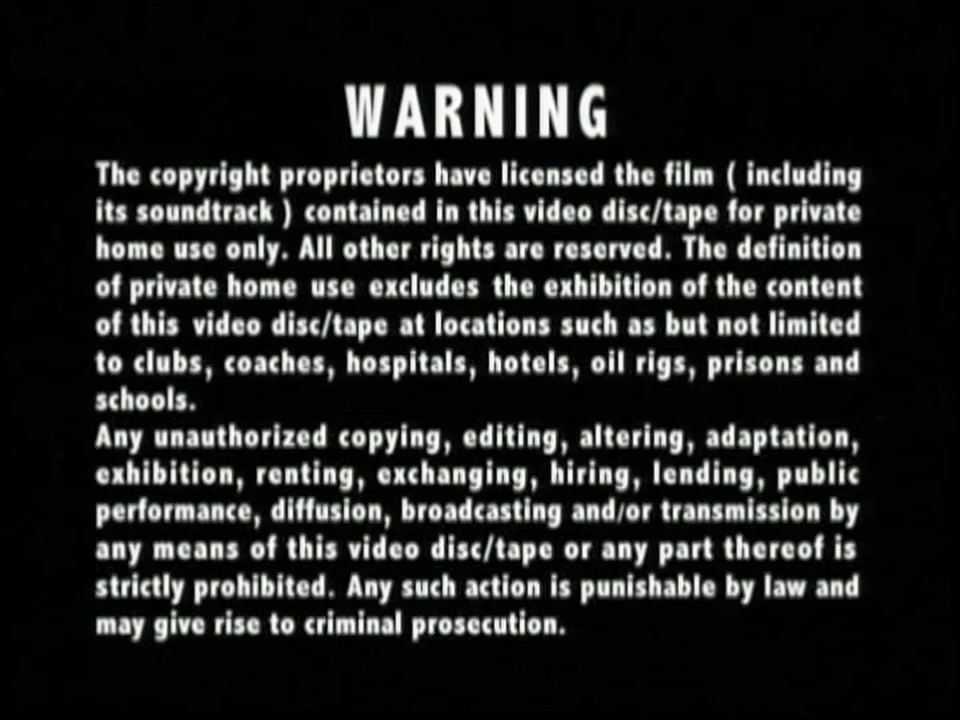 WARNING
The copyright proprietors have licensed the film ( including
its soundtrack ) contained in this video disc/tape for private
home use only. All other rights are reserved. The definition
of private home use excludes the exhibition of the content
of this video disc/tape at locations such as but not limited
to clubs, coaches, hospitals, hotels, oil rigs, prisons and
schools.
Any unauthorized copying, editing, altering, adaptation,
exhibition, renting, exchanging, hiring, lending, public
performance, diffusion, broadcasting and/or transmission by
any means of this video disc/tape or any part thereof is
strictly prohibited. Any such action is punishable by law and
may give rise to criminal prosecution.